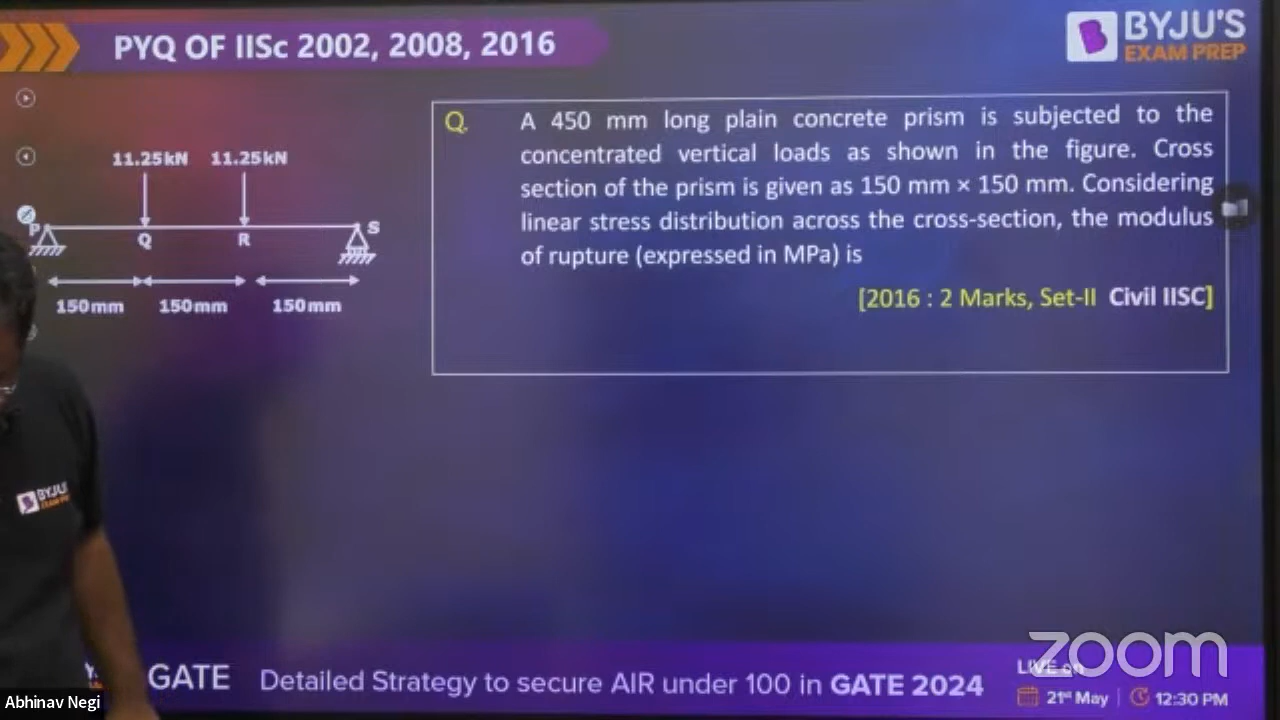 PYQ OF IISc 2002, 2008, 2016
BYJU'S
EXAM PREP
11.25kN 11.25kN
P
Q
R
S
150mm 150mm 150mm
Q. A 450 mm long plain concrete prism is subjected to the
concentrated vertical loads as shown in the figure. Cross
section of the prism is given as 150 mm × 150 mm. Considering
linear stress distribution across the cross-section, the modulus
of rupture (expressed in MPa) is
[2016 : 2 Marks, Set-II Civil IISC]
BYJU'S
GATE Detailed Strategy to secure AIR under 100 in GATE 2024
LIVE on
21st May | 12:30 PM
zoom
Abhinav Negi